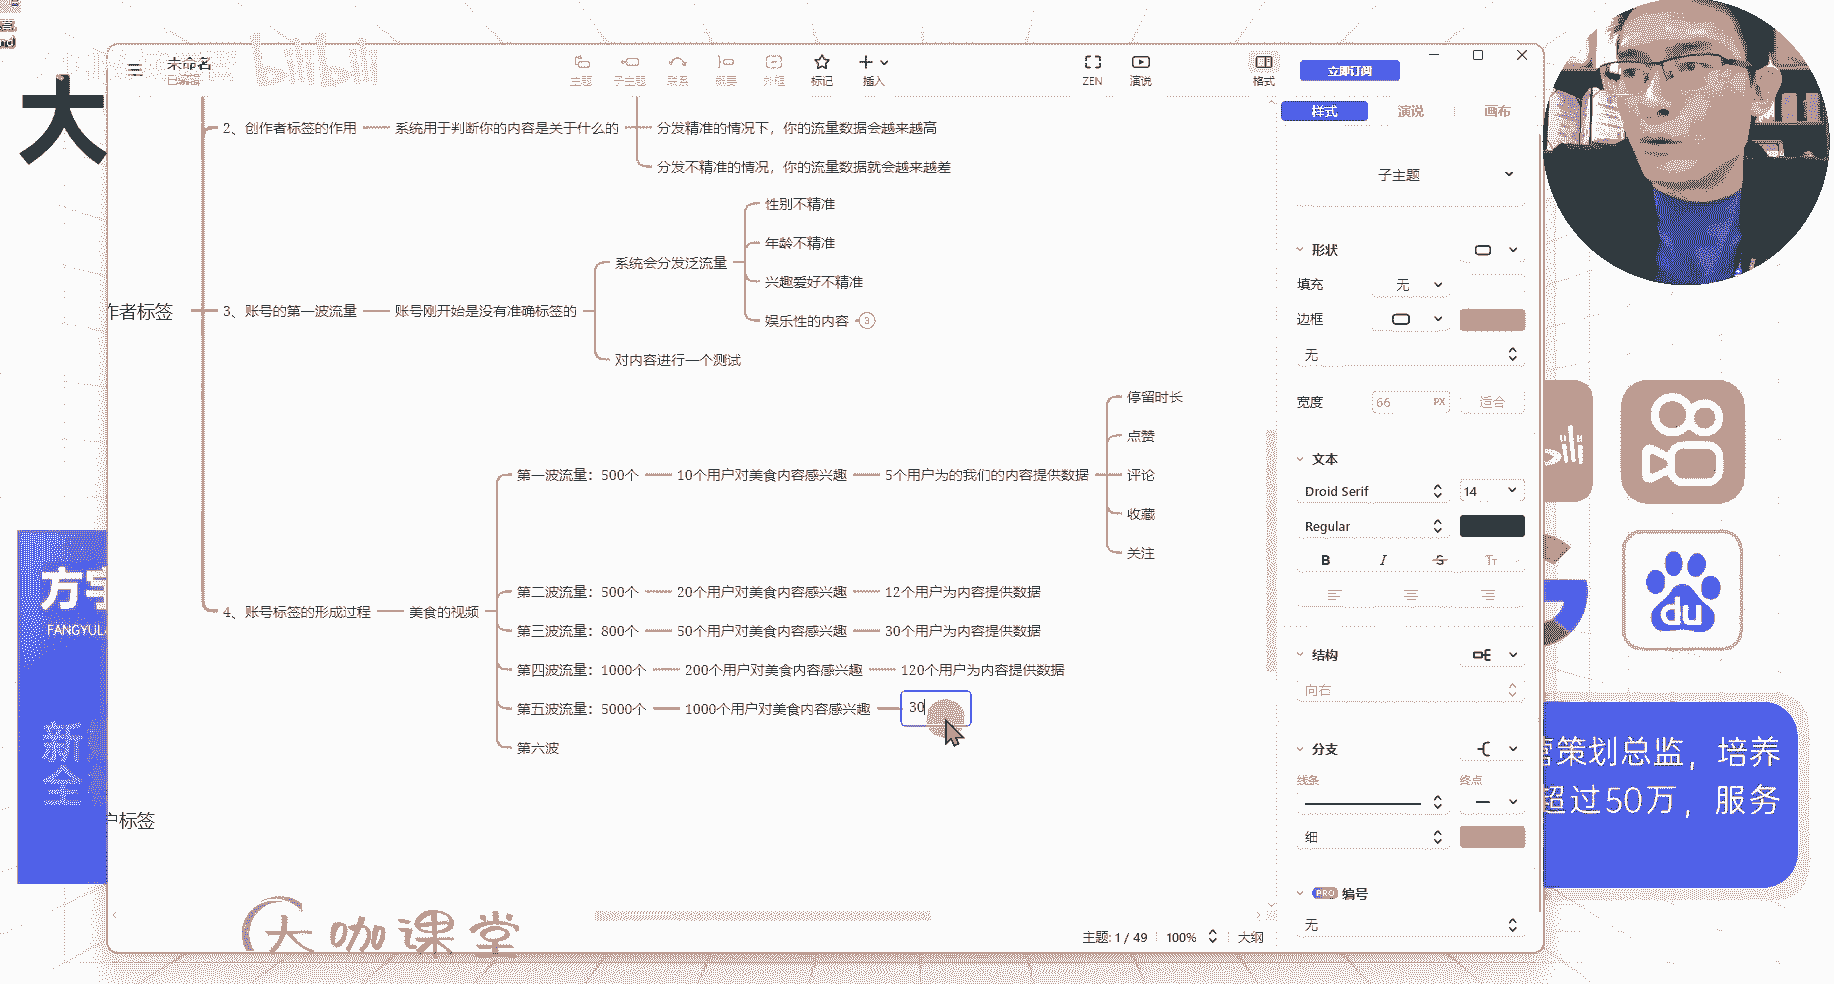 nd
大
bilibili
未命名
已编辑
主题
子主题
联系
概要
外框
标记
插入
ZEN
演说
格式
立即订阅
2、创作者标签的作用
系统用于判断你的内容是关于什么的
分发精准的情况下，你的流量数据会越来越高
分发不精准的情况，你的流量数据就会越来越差
作者标签
3、账号的第一波流量
账号刚开始是没有准确标签的
系统会分发泛流量
性别不精准
年龄不精准
兴趣爱好不精准
娱乐性的内容
3
对内容进行一个测试
4、账号标签的形成过程
美食的视频
第一波流量：500个
10个用户对美食内容感兴趣
5个用户为的我们的内容提供数据
停留时长
点赞
评论
收藏
关注
第二波流量：500个
20个用户对美食内容感兴趣
12个用户为内容提供数据
第三波流量：800个
50个用户对美食内容感兴趣
30个用户为内容提供数据
第四波流量：1000个
200个用户对美食内容感兴趣
120个用户为内容提供数据
第五波流量：5000个
1000个用户对美食内容感兴趣
30
第六波
户标签
大咖课堂
主题: 1 / 49
100%
大纲
样式
演说
画布
子主题
形状
填充
无
边框
无
宽度
66
PX
适合
文本
Droid Serif
14
Regular
B
I
S
Tт
结构
向右
分支
线条
终点
细
PRO 编号
无
方
FANGYUL
新
全
du
营策划总监，培养
超过50万，服务